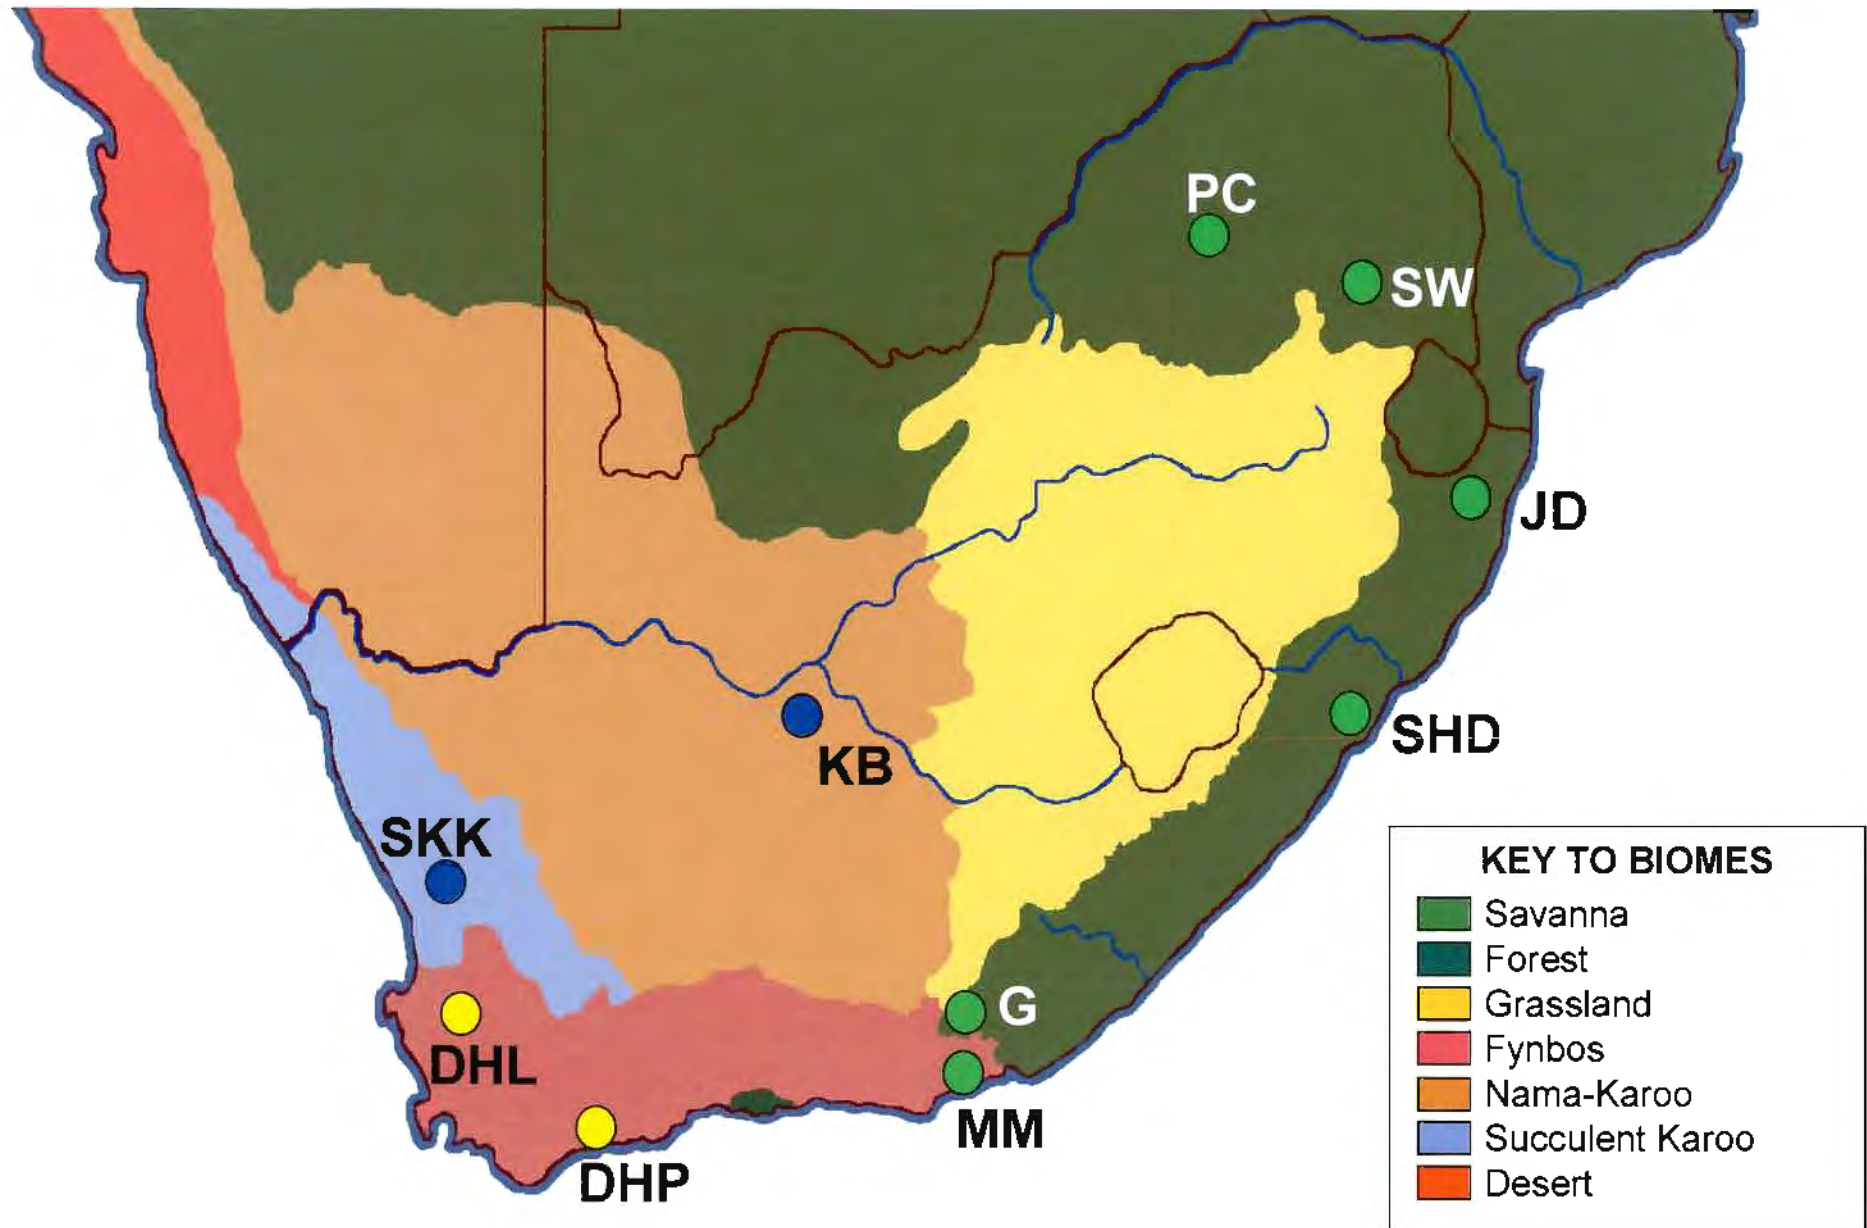 PC
SW
JD
SHD
KB
SKK
G
DHL
MM
DHP
KEY TO BIOMES
Savanna
Forest
Grassland
Fynbos
Nama-Karoo
Succulent Karoo
Desert